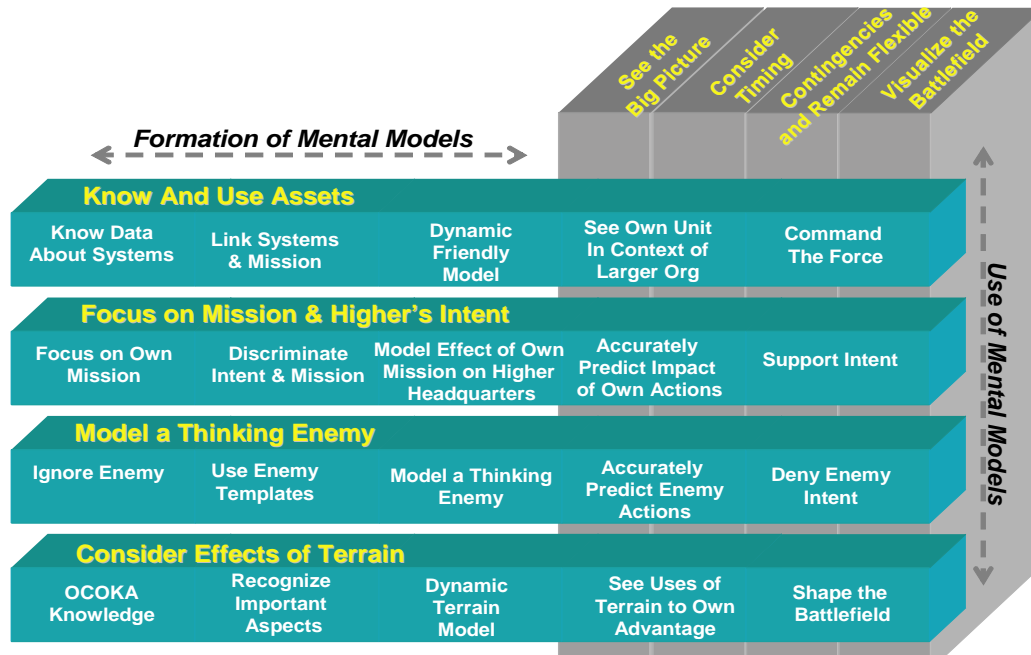 See the
Big Picture
Consider
Timing
Contingencies
and Remain Flexible
Visualize the
Battlefield
Formation of Mental Models
Use of Mental Models
Know And Use Assets
Know Data
About Systems
Link Systems
& Mission
Dynamic
Friendly
Model
See Own Unit
In Context of
Larger Org
Command
The Force
Focus on Mission & Higher’s Intent
Focus on Own
Mission
Discriminate
Intent & Mission
Model Effect of Own
Mission on Higher
Headquarters
Accurately
Predict Impact
of Own Actions
Support Intent
Model a Thinking Enemy
Ignore Enemy
Use Enemy
Templates
Model a Thinking
Enemy
Accurately
Predict Enemy
Actions
Deny Enemy
Intent
Consider Effects of Terrain
OCOKA
Knowledge
Recognize
Important
Aspects
Dynamic
Terrain
Model
See Uses of
Terrain to Own
Advantage
Shape the
Battlefield